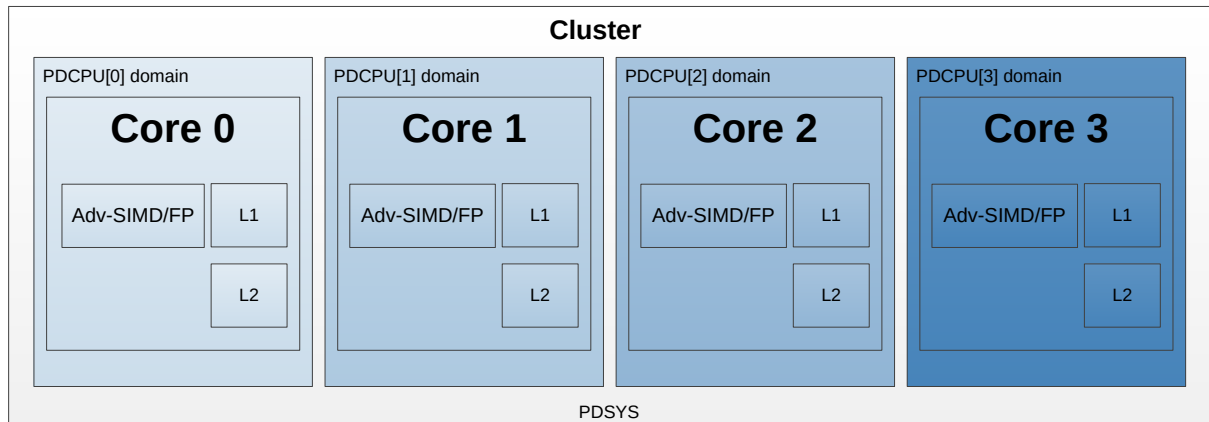 Cluster
PDCPU[0] domain
Core 0
Adv-SIMD/FP
L1
L2
PDCPU[1] domain
Core 1
Adv-SIMD/FP
L1
L2
PDCPU[2] domain
Core 2
Adv-SIMD/FP
L1
L2
PDCPU[3] domain
Core 3
Adv-SIMD/FP
L1
L2
PDSYS